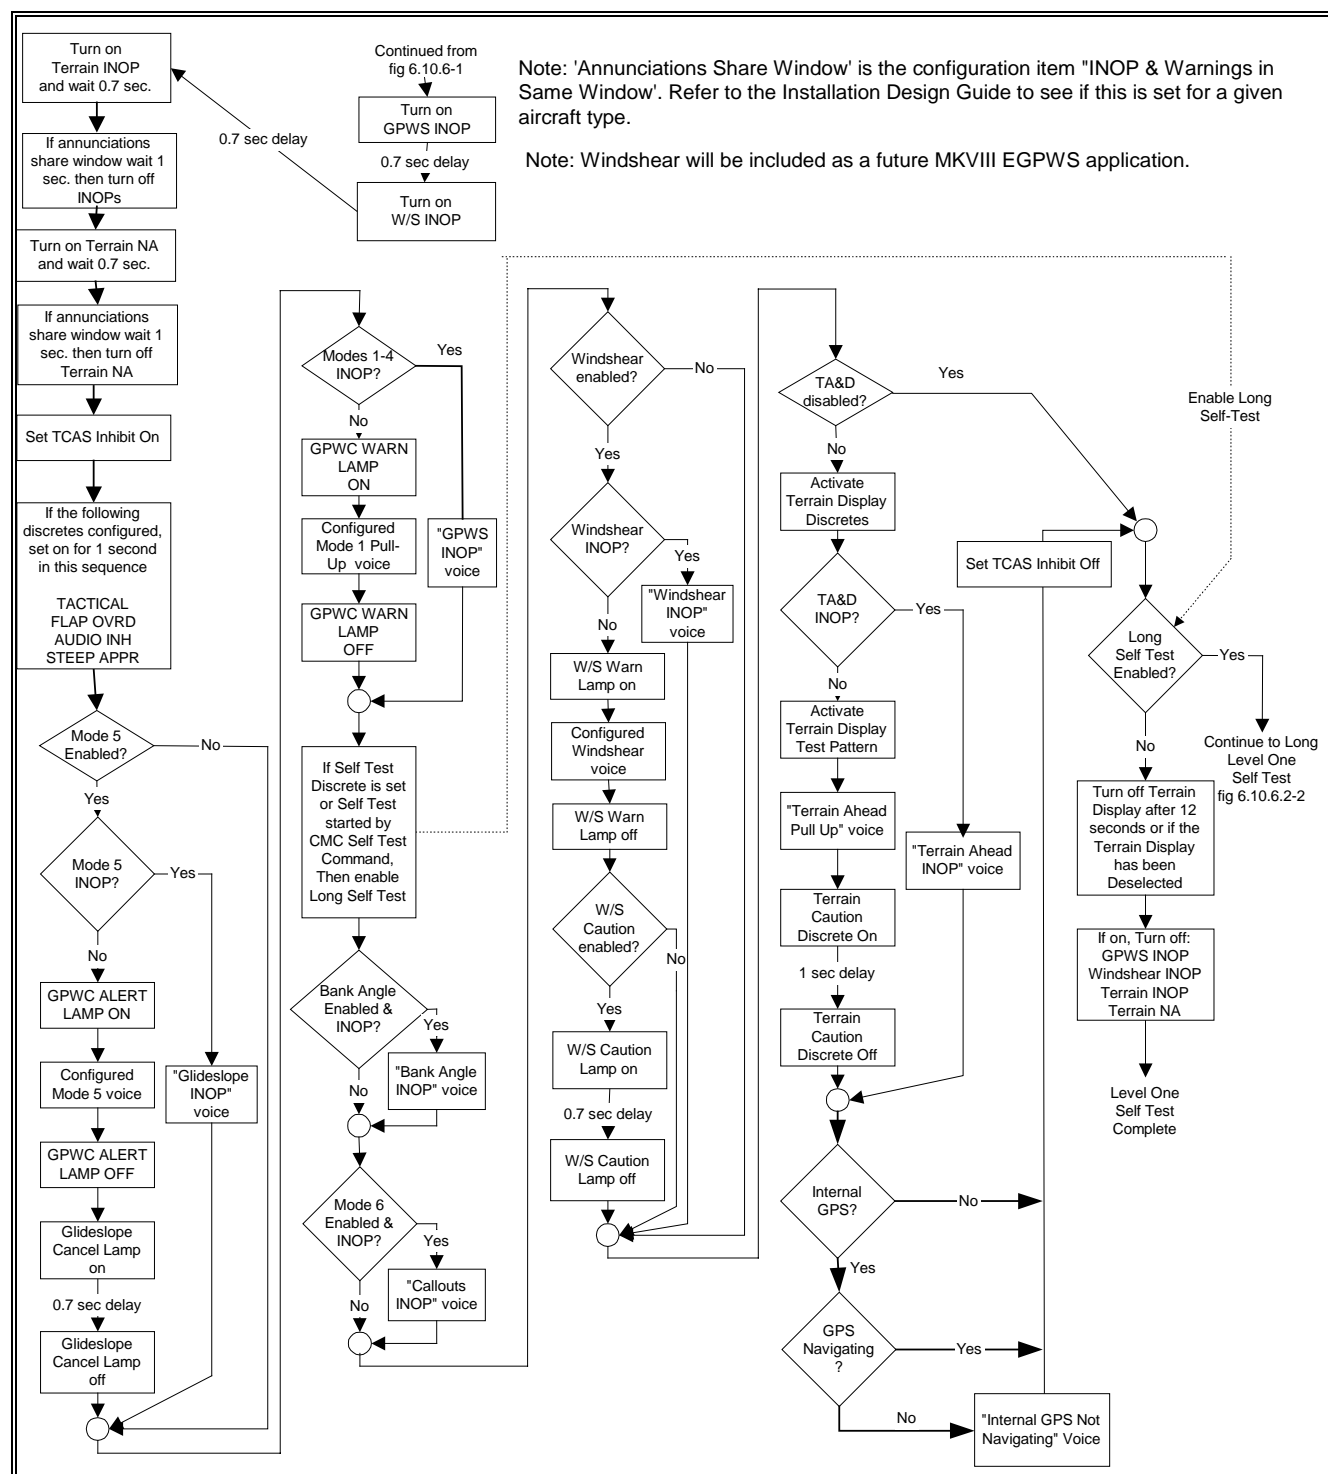 Turn on
Terrain INOP
and wait 0.7 sec.
Continued from
fig 6.10.6-1
Note: 'Annunciations Share Window' is the configuration item "INOP & Warnings in
Same Window'. Refer to the Installation Design Guide to see if this is set for a given
aircraft type.
Note: Windshear will be included as a future MKVIII EGPWS application.
Turn on
GPWS INOP
0.7 sec delay
0.7 sec delay
Turn on
W/S INOP
If annunciations
share window wait 1
sec. then turn off
INOPs
Turn on Terrain NA
and wait 0.7 sec.
If annunciations
share window wait 1
sec. then turn off
Terrain NA
Set TCAS Inhibit On
If the following
discretes configured,
set on for 1 second
in this sequence
TACTICAL
FLAP OVRD
AUDIO INH
STEEP APPR
Mode 5
Enabled?
No
Yes
Mode 5
INOP?
Yes
No
GPWC ALERT
LAMP ON
Configured
Mode 5 voice
"Glideslope
INOP"
voice
GPWC ALERT
LAMP OFF
Glideslope
Cancel Lamp
on
0.7 sec delay
Glideslope
Cancel Lamp
off
Modes 1-4
INOP?
Yes
No
GPWC WARN
LAMP
ON
Configured
Mode 1 Pull-
Up voice
"GPWS
INOP"
voice
GPWC WARN
LAMP
OFF
If Self Test
Discrete is set
or Self Test
started by
CMC Self Test
Command,
Then enable
Long Self Test
Bank Angle
Enabled &
INOP?
Yes
"Bank Angle
INOP" voice
No
Mode 6
Enabled &
INOP?
Yes
"Callouts
INOP" voice
No
Windshear
enabled?
No
Yes
Windshear
INOP?
Yes
"Windshear
INOP"
voice
No
W/S Warn
Lamp on
Configured
Windshear
voice
W/S Warn
Lamp off
W/S
Caution
enabled?
No
Yes
W/S Caution
Lamp on
0.7 sec delay
W/S Caution
Lamp off
TA&D
disabled?
Yes
No
Activate
Terrain Display
Discretes
TA&D
INOP?
Yes
No
Activate
Terrain Display
Test Pattern
"Terrain Ahead
Pull Up" voice
"Terrain Ahead
INOP" voice
Terrain
Caution
Discrete On
1 sec delay
Terrain
Caution
Discrete Off
Internal
GPS?
No
Yes
GPS
Navigating
?
Yes
No
"Internal GPS Not
Navigating" Voice
Set TCAS Inhibit Off
Enable Long
Self-Test
Long
Self Test
Enabled?
Yes
No
Continue to Long
Level One
Self Test
fig 6.10.6.2-2
Turn off Terrain
Display after 12
seconds or if the
Terrain Display
has been
Deselected
If on, Turn off:
GPWS INOP
Windshear INOP
Terrain INOP
Terrain NA
Level One
Self Test
Complete